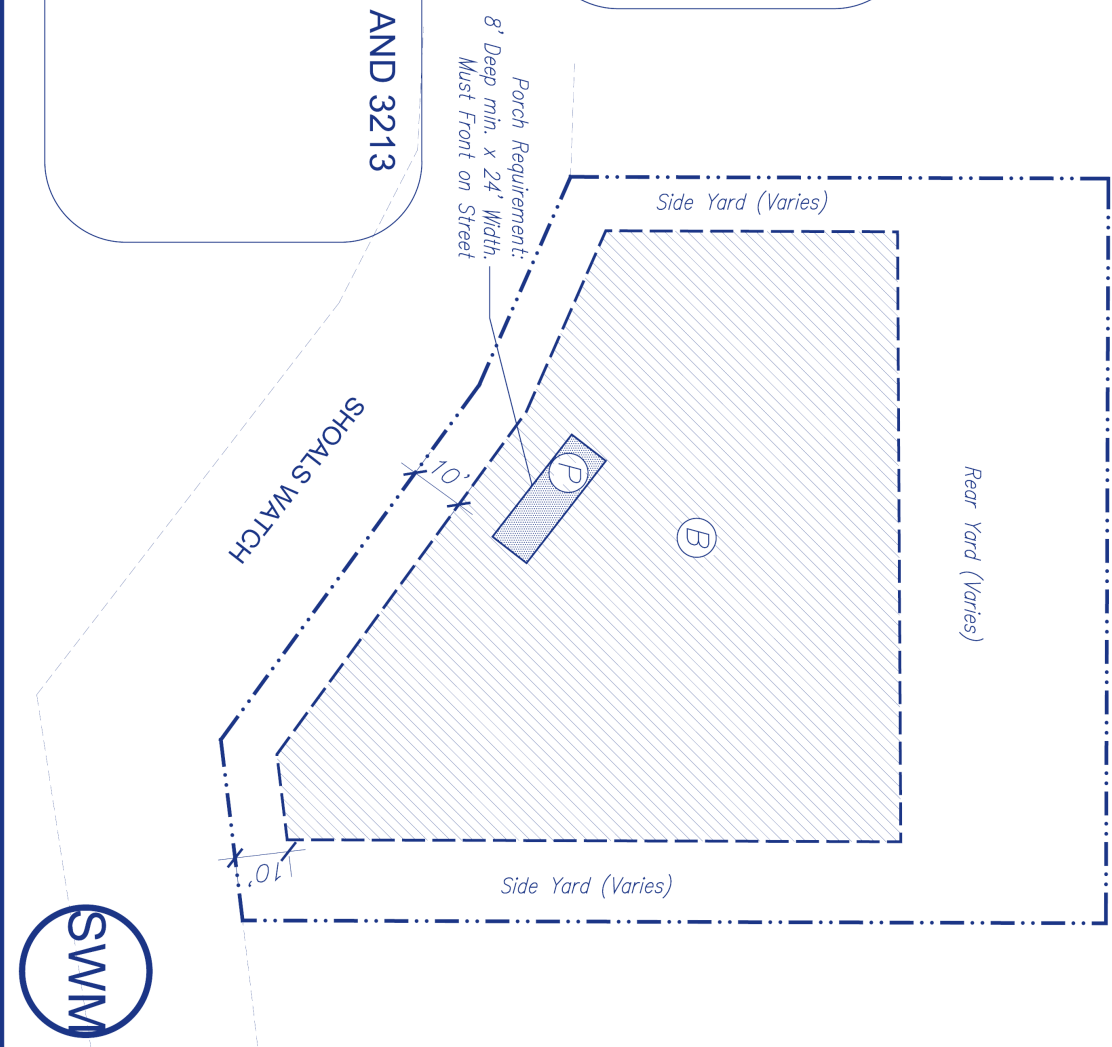 AND 3213
Porch Requirement:
8' Deep min. x 24' Width.
Must Front on Street
Side Yard (Varies)
SHOALS WATCH
10'
P
B
Rear Yard (Varies)
10'
Side Yard (Varies)
SWM